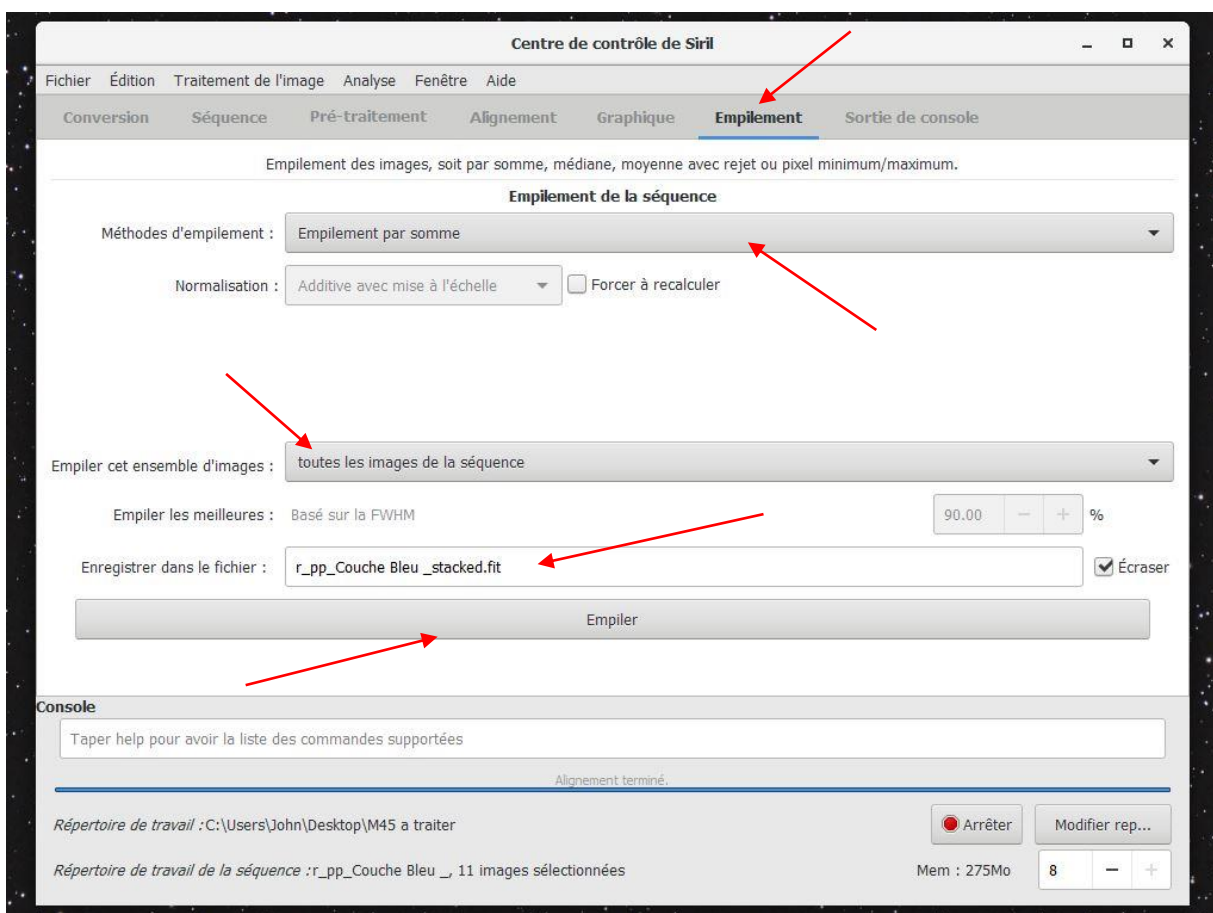 Centre de contrôle de Siril
Fichier Édition Traitement de l'image Analyse Fenêtre Aide
Conversion Séquence Pré-traitement Alignement Graphique Empilement Sortie de console
Empilement des images, soit par somme, médiane, moyenne avec rejet ou pixel minimum/maximum.
Empilement de la séquence
Méthodes d'empilement : Empilement par somme
Normalisation : Additive avec mise à l'échelle Forcer à recalculer
Empiler cet ensemble d'images : toutes les images de la séquence
Empiler les meilleures : Basé sur la FWHM 90.00 − + %
Enregistrer dans le fichier : r_pp_Couche Bleu _stacked.fit Écraser
Empiler
Console
Taper help pour avoir la liste des commandes supportées
Alignement terminé.
Répertoire de travail :C:\Users\John\Desktop\M45 a traiter Arrêter Modifier rep...
Répertoire de travail de la séquence :r_pp_Couche Bleu _, 11 images sélectionnées Mem : 275Mo 8 − +